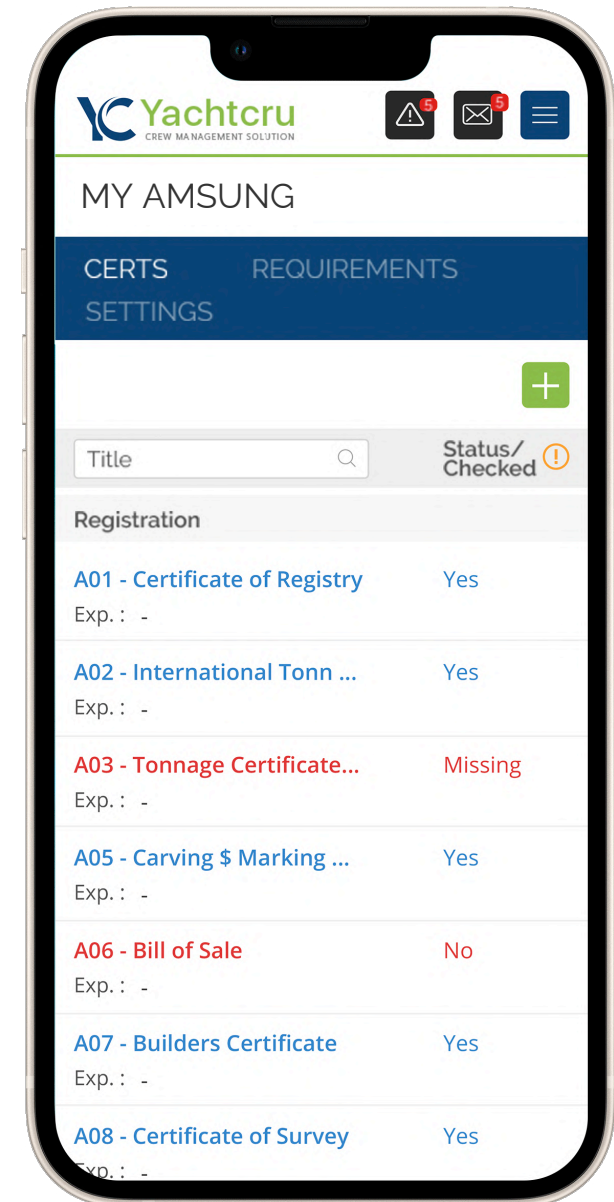 YC Yachtcru
CREW MANAGEMENT SOLUTION
5
5
MY AMSUNG
CERTS REQUIREMENTS
SETTINGS
Title
Status/
Checked
Registration
A01 - Certificate of Registry Yes
Exp. : -
A02 - International Tonn ... Yes
Exp. : -
A03 - Tonnage Certificate... Missing
Exp. : -
A05 - Carving $ Marking ... Yes
Exp. : -
A06 - Bill of Sale No
Exp. : -
A07 - Builders Certificate Yes
Exp. : -
A08 - Certificate of Survey Yes
Exp. : -